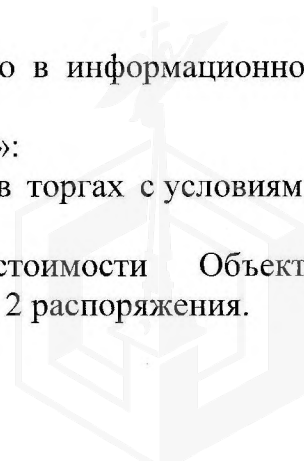 о в информационно
»:
в торгах с условиям
стоимости Объект
2 распоряжения.